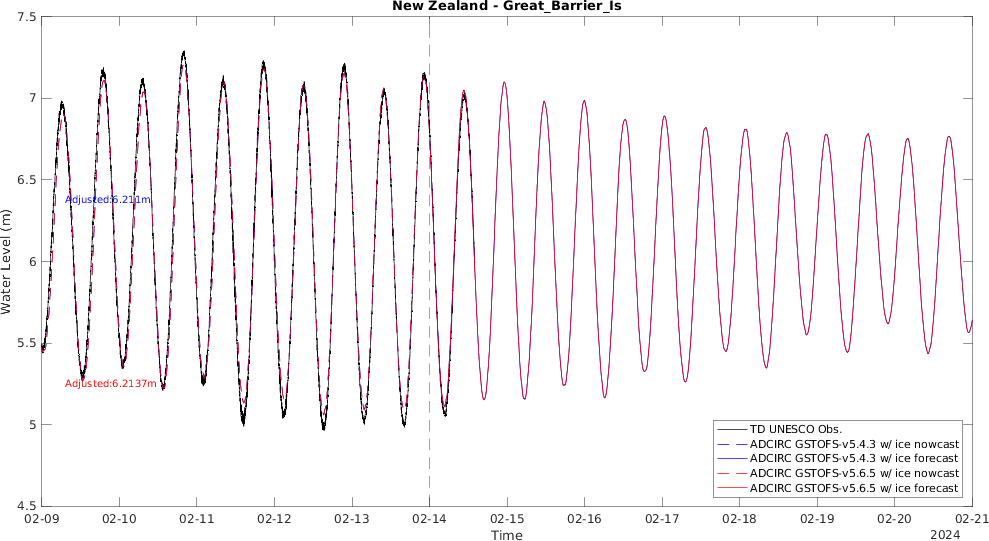 New Zealand - Great_Barrier_Is
7.5
7
6.5
6
5.5
5
4.5
Water Level (m)
Adjusted:6.211m
Adjusted:6.2137m
TD UNESCO Obs.
ADCIRC GSTOFS-v5.4.3 w/ ice nowcast
ADCIRC GSTOFS-v5.4.3 w/ ice forecast
ADCIRC GSTOFS-v5.6.5 w/ ice nowcast
ADCIRC GSTOFS-v5.6.5 w/ ice forecast
02-09 02-10 02-11 02-12 02-13 02-14 02-15 02-16 02-17 02-18 02-19 02-20 02-21
Time
2024